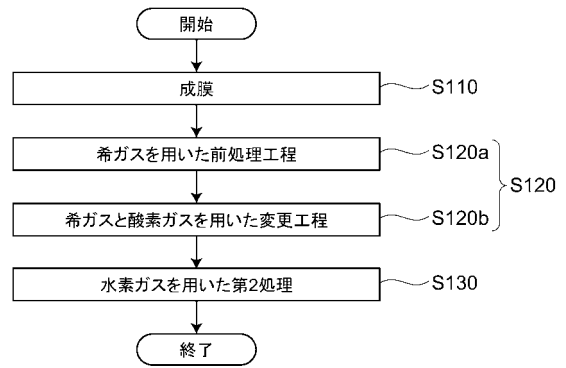 開始
成膜
S110
希ガスを用いた前処理工程
S120a
S120
希ガスと酸素ガスを用いた変更工程
S120b
水素ガスを用いた第2処理
S130
終了